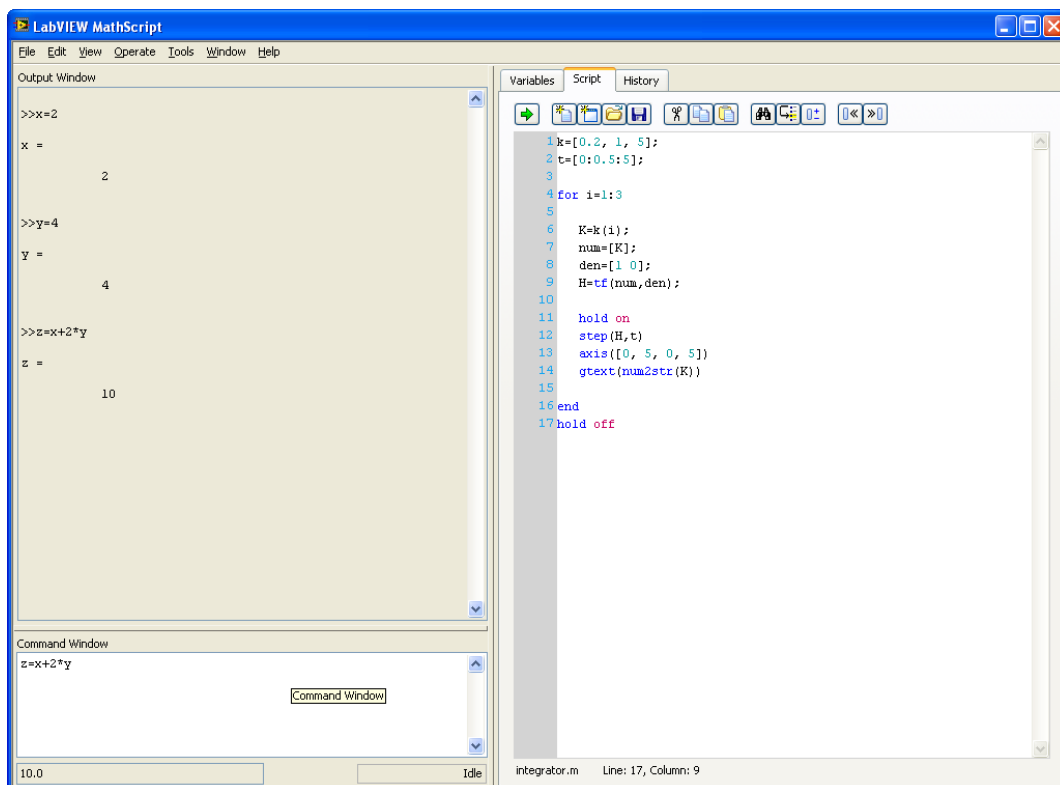 LabVIEW MathScript
File Edit View Operate Tools Window Help
Output Window
>>x=2
x =
2
>>y=4
y =
4
>>z=x+2*y
z =
10
Command Window
z=x+2*y
Command Window
10.0
Idle
Variables Script History
1 k=[0.2, 1, 5];
2 t=[0:0.5:5];
3
4 for i=1:3
5
6 K=k(i);
7 num=[K];
8 den=[1 0];
9 H=tf(num,den);
10
11 hold on
12 step(H,t)
13 axis([0, 5, 0, 5])
14 gtext(num2str(K))
15
16 end
17 hold off
integrator.m Line: 17, Column: 9